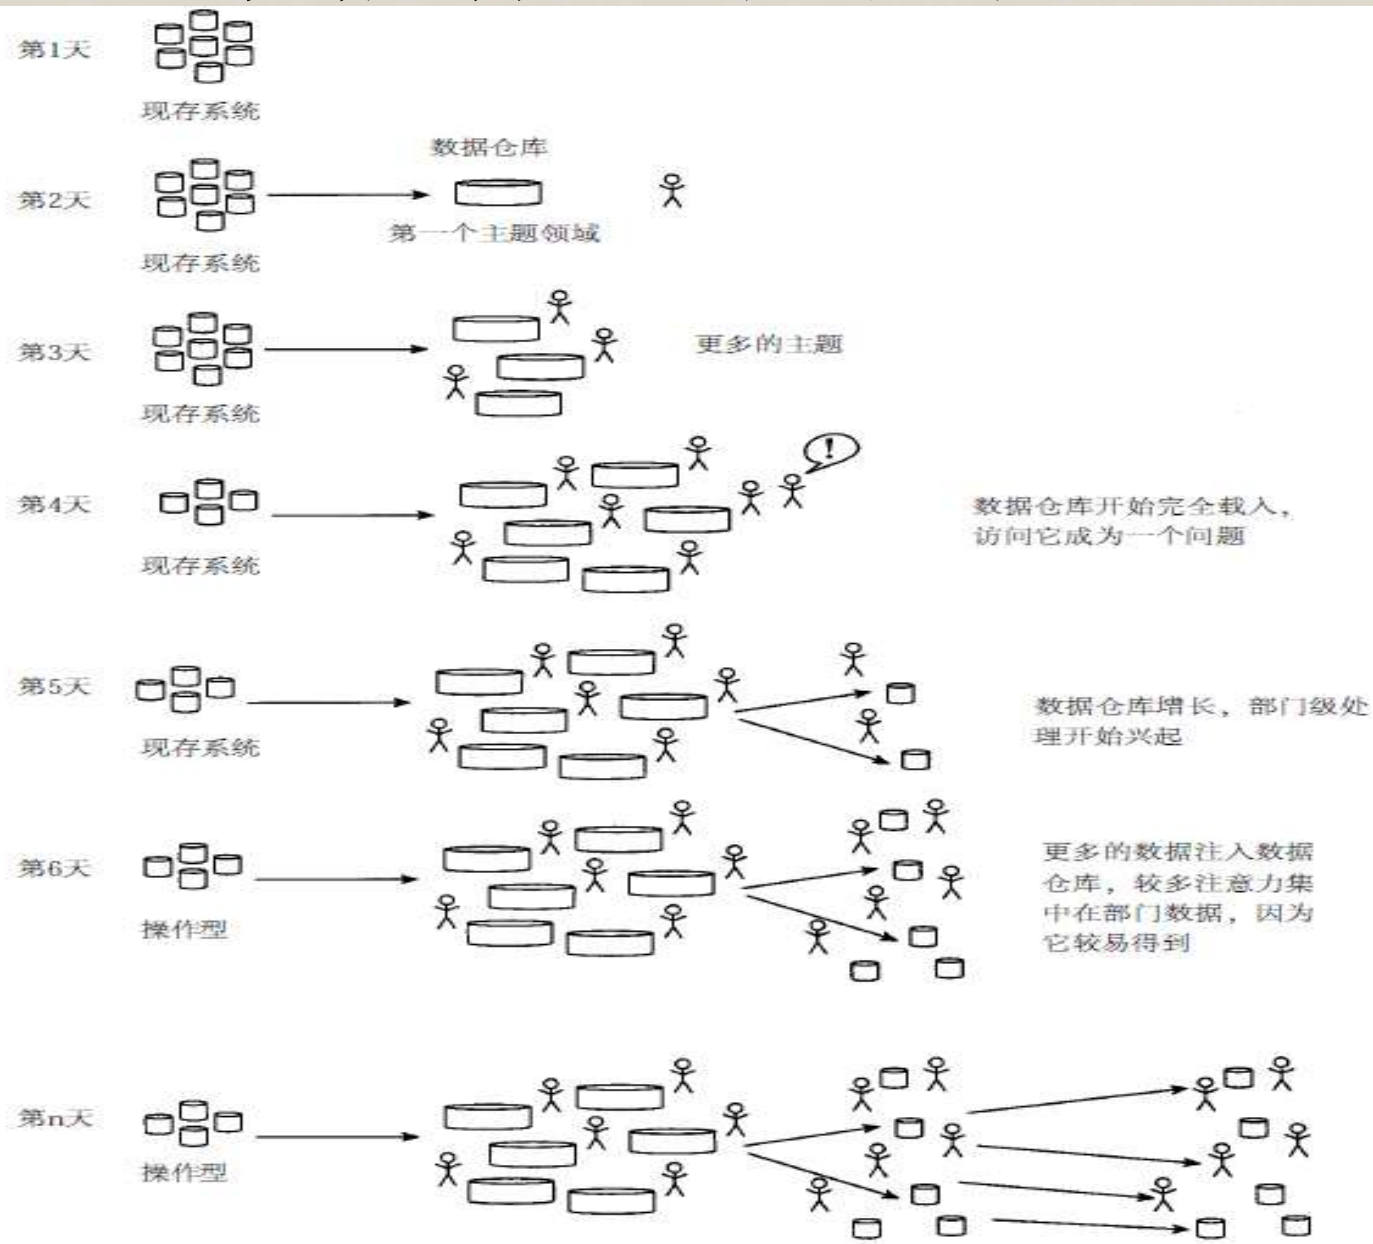 第1天
现存系统
数据仓库
第2天
第一个主题领域
现存系统
第3天
更多的主题
现存系统
!
第4天
数据仓库开始完全载入,
访问它成为一个问题
现存系统
第5天
数据仓库增长, 部门级处
理开始兴起
现存系统
第6天
更多的数据注入数据
仓库, 较多注意力集
中在部门数据, 因为
它较易得到
操作型
第n天
操作型